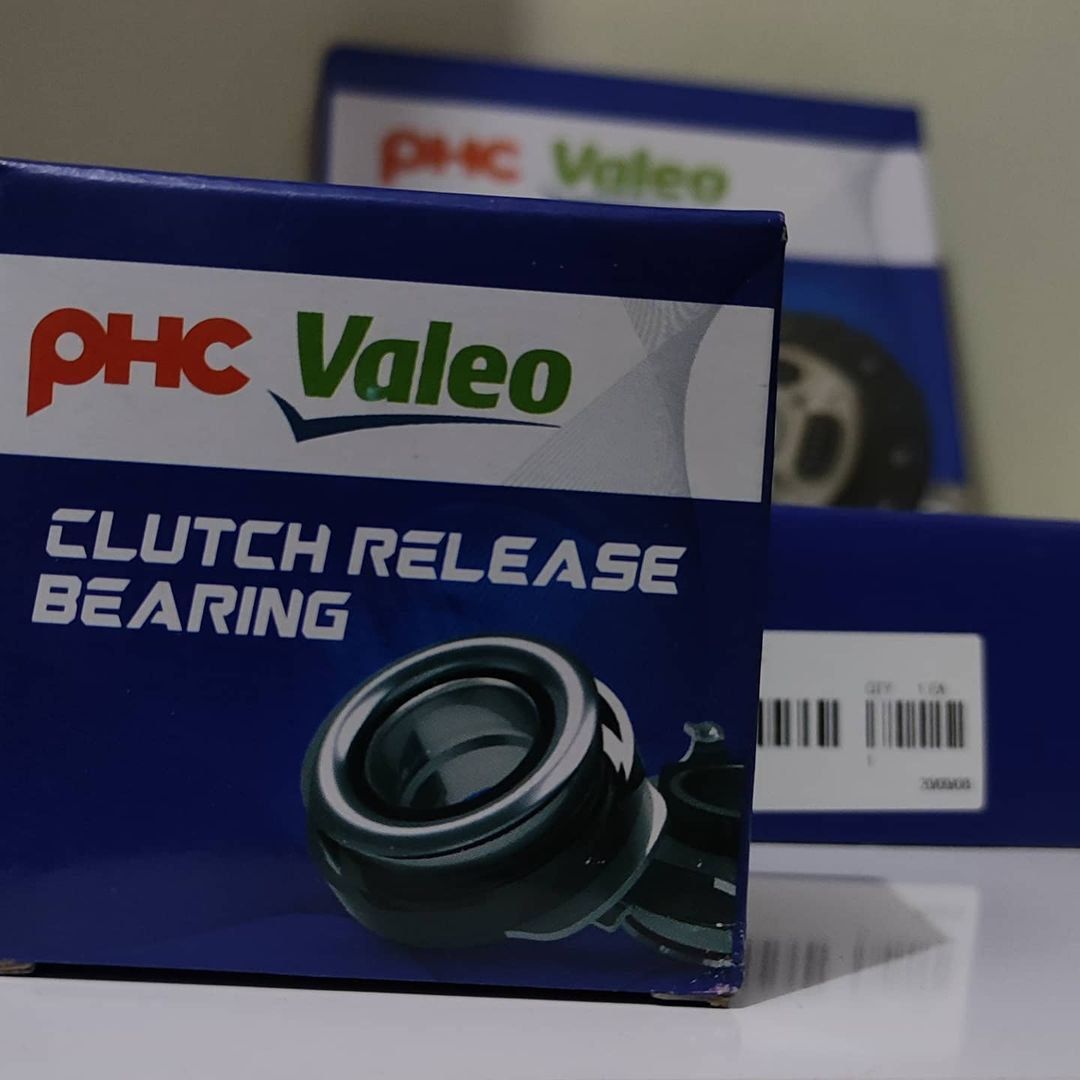 PHC Valeo
PHC Valeo
CLUTCH RELEASE
BEARING